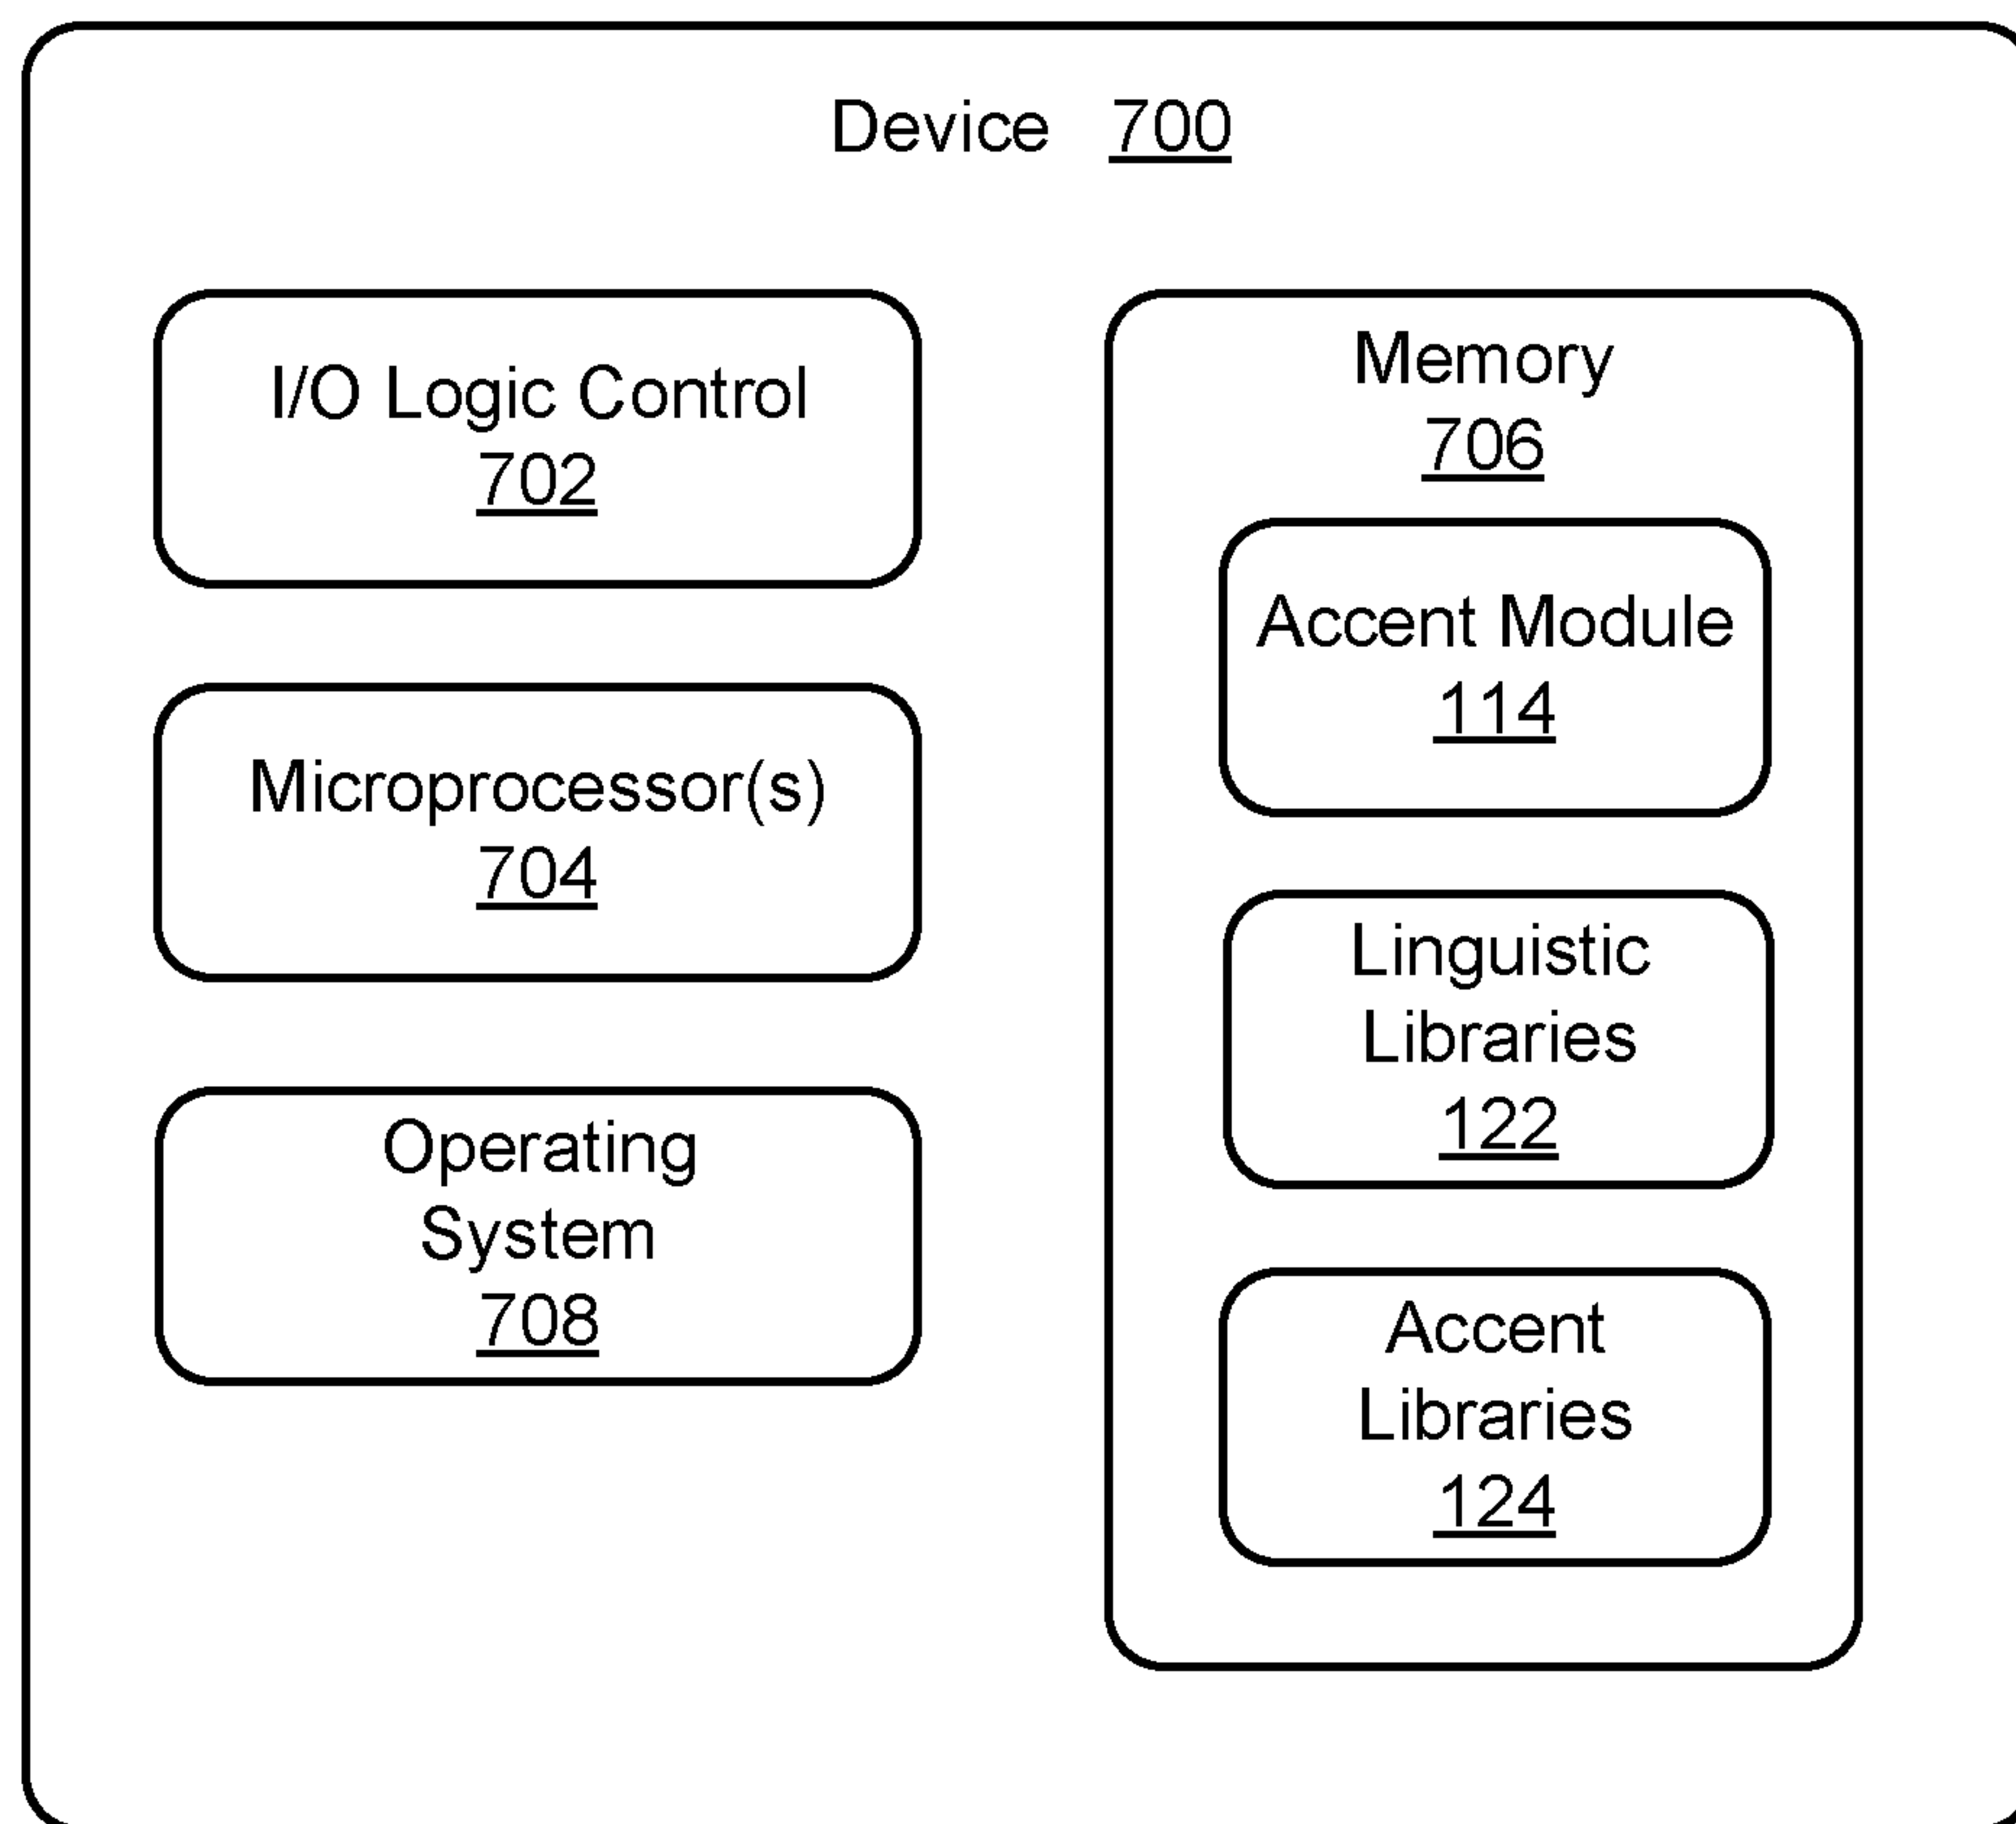 Device 700
I/O Logic Control
702
Microprocessor(s)
704
Operating
System
708
Memory
706
Accent Module
114
Linguistic
Libraries
122
Accent
Libraries
124